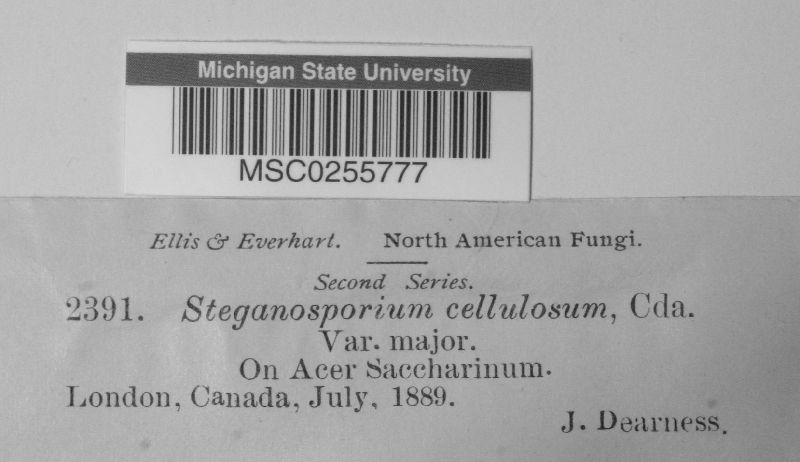 Michigan State University
MSC0255777
Ellis & Everhart. North American Fungi.
Second Series.
2391. Steganosporium cellulosum, Cda.
Var. major.
On Acer Saccharinum.
London, Canada, July, 1889.
J. Dearness.